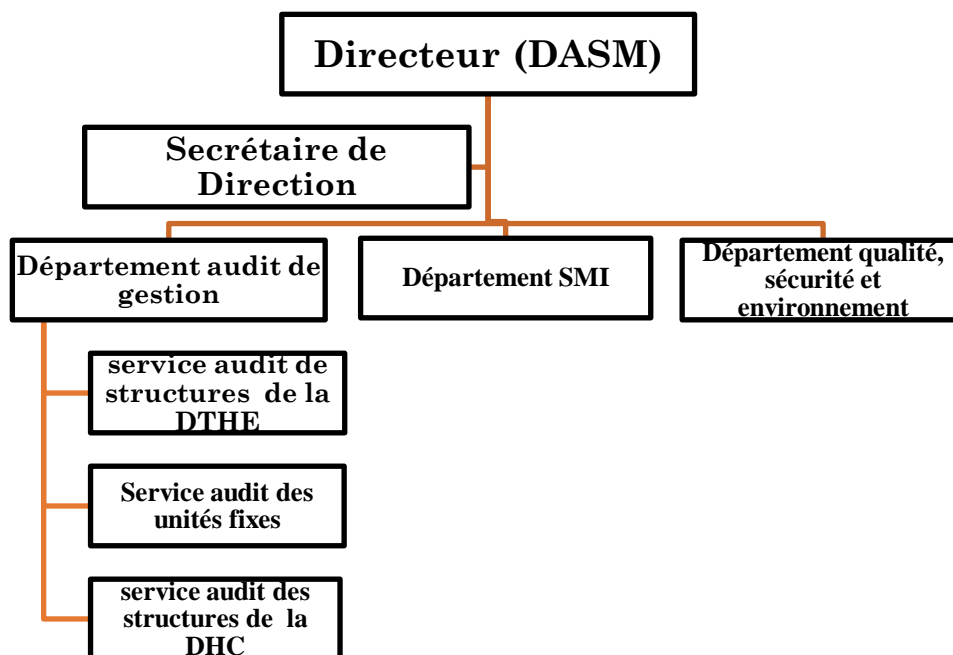 Directeur (DASM)
Secrétaire de
Direction
Département audit de
gestion
Département SMI
Département qualité,
sécurité et
environnement
service audit de
structures de la
DTHE
Service audit des
unités fixes
service audit des
structures de la
DHC